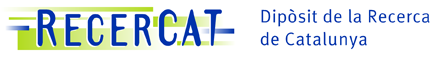 RECERCAT
Dipòsit de la Recerca
de Catalunya